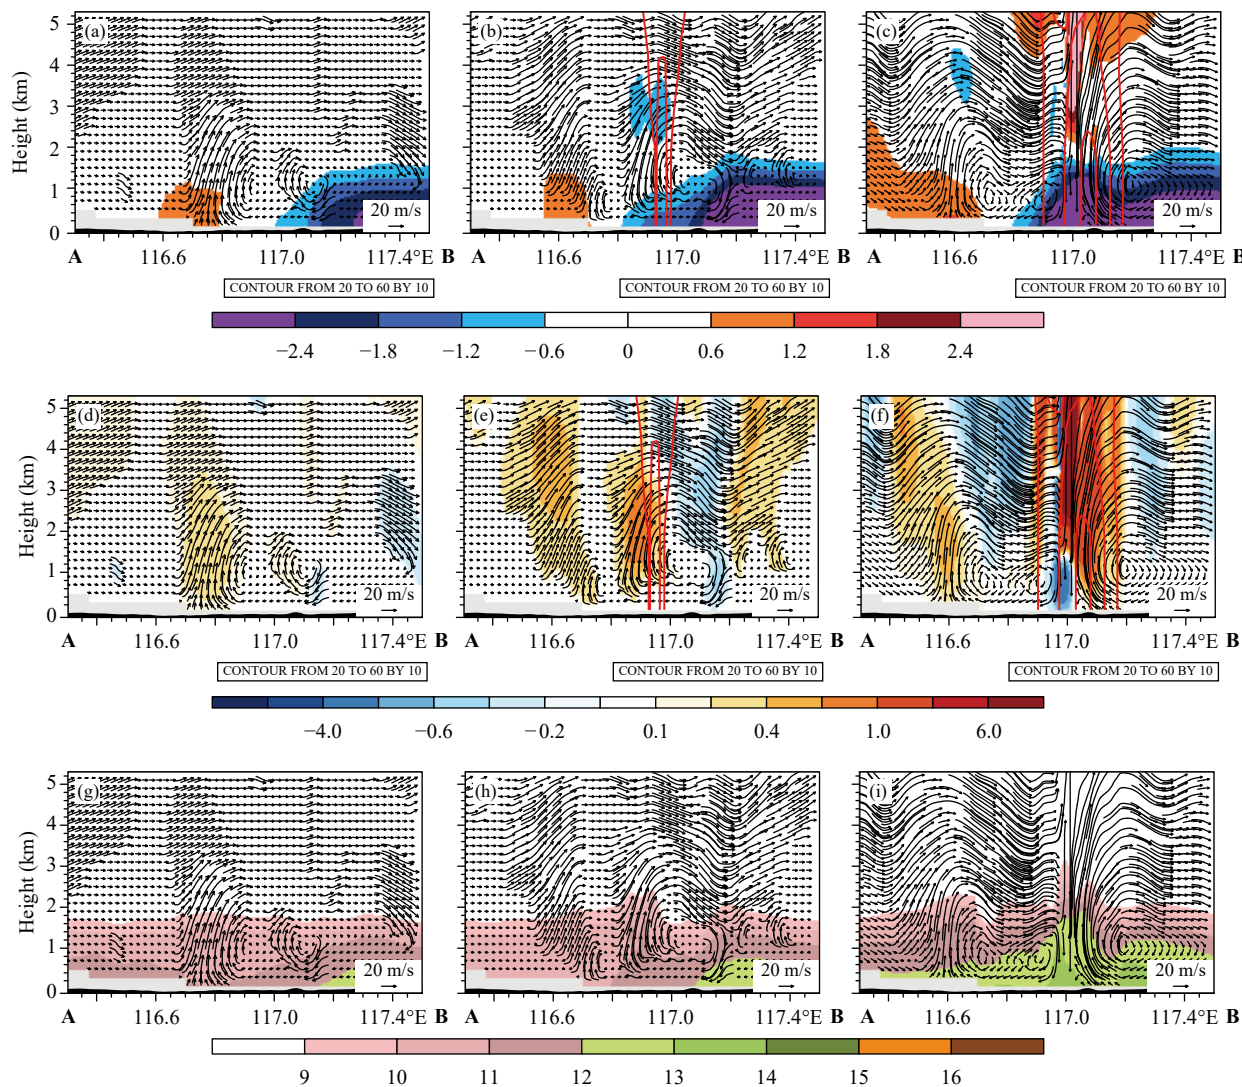 (a) (b) (c)
5
4
3
2
1
0
Height (km)
20 m/s 20 m/s 20 m/s
A 116.6 117.0 117.4°E B A 116.6 117.0 117.4°E B A 116.6 117.0 117.4°E B
CONTOUR FROM 20 TO 60 BY 10 CONTOUR FROM 20 TO 60 BY 10 CONTOUR FROM 20 TO 60 BY 10
−2.4 −1.8 −1.2 −0.6 0 0.6 1.2 1.8 2.4
(d) (e) (f)
5
4
3
2
1
0
Height (km)
20 m/s 20 m/s 20 m/s
A 116.6 117.0 117.4°E B A 116.6 117.0 117.4°E B A 116.6 117.0 117.4°E B
CONTOUR FROM 20 TO 60 BY 10 CONTOUR FROM 20 TO 60 BY 10 CONTOUR FROM 20 TO 60 BY 10
−4.0 −0.6 −0.2 0.1 0.4 1.0 6.0
(g) (h) (i)
5
4
3
2
1
0
Height (km)
20 m/s 20 m/s 20 m/s
A 116.6 117.0 117.4°E B A 116.6 117.0 117.4°E B A 116.6 117.0 117.4°E B
9 10 11 12 13 14 15 16